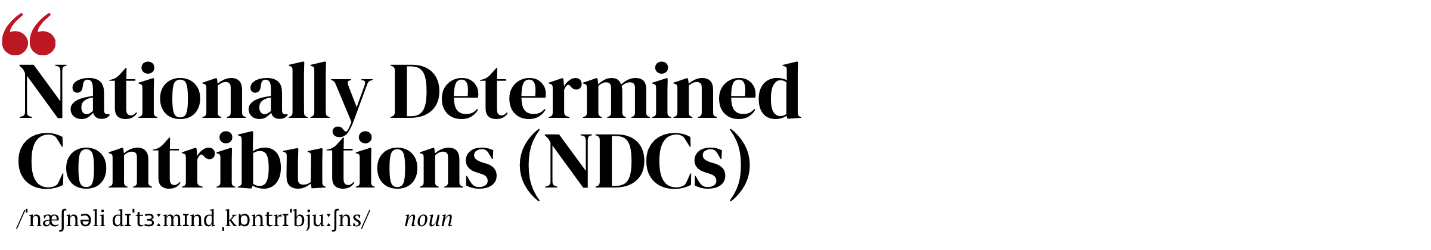 “
Nationally Determined
Contributions (NDCs)
/ˈnæʃnəli dɪˈtɜːmɪnd ˌkɒntrɪˈbjuːʃns/ noun